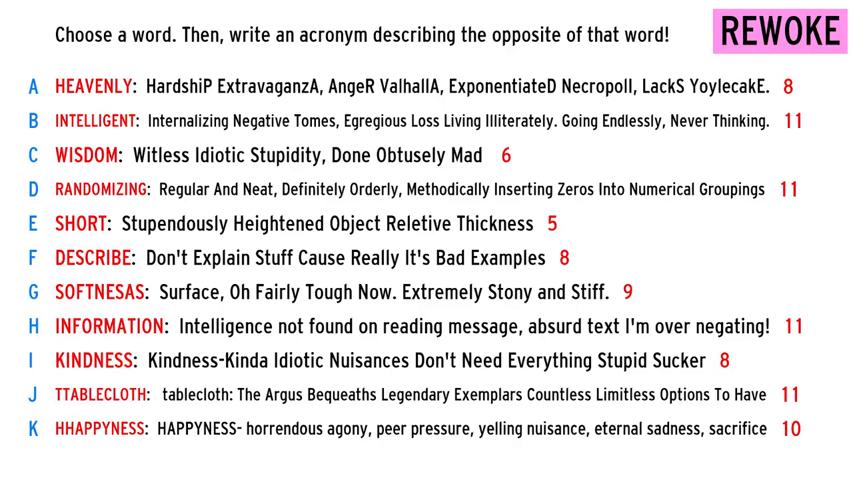 Choose a word. Then, write an acronym describing the opposite of that word!
REWOKE
A HEAVENLY: HardshiP ExtravaganzA, AngeR ValhallA, ExponentiateD Necropoll, LackS YoylecakE. 8
B INTELLIGENT: Internalizing Negative Tomes, Egregious Loss Living Illiterately. Going Endlessly, Never Thinking. 11
C WISDOM: Witless Idiotic Stupidity, Done Obtusely Mad 6
D RANDOMIZING: Regular And Neat, Definitely Orderly, Methodically Inserting Zeros Into Numerical Groupings 11
E SHORT: Stupendously Heightened Object Reletive Thickness 5
F DESCRIBE: Don't Explain Stuff Cause Really It's Bad Examples 8
G SOFTNESAS: Surface, Oh Fairly Tough Now. Extremely Stony and Stiff. 9
H INFORMATION: Intelligence not found on reading message, absurd text I'm over negating! 11
I KINDNESS: Kindness-Kinda Idiotic Nuisances Don't Need Everything Stupid Sucker 8
J TTABLECLOTH: tablecloth: The Argus Bequeaths Legendary Exemplars Countless Limitless Options To Have 11
K HHAPPYNESS: HAPPYNESS- horrendous agony, peer pressure, yelling nuisance, eternal sadness, sacrifice 10